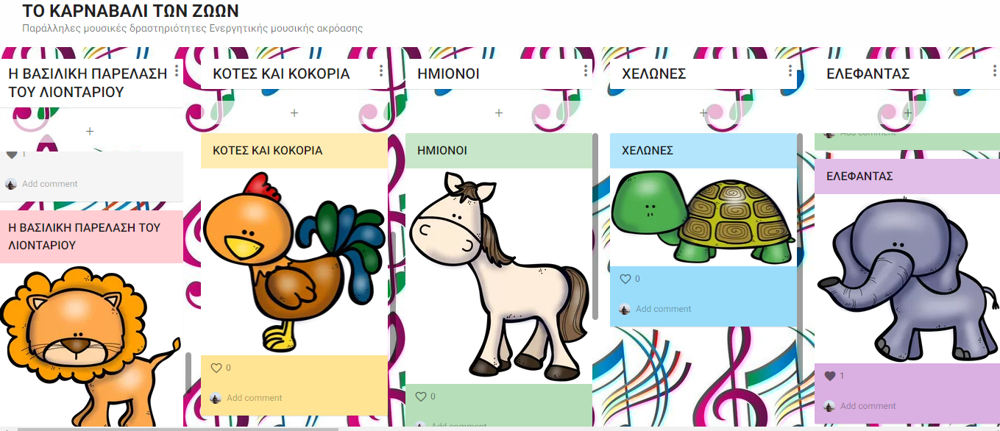 ΤΟ ΚΑΡΝΑΒΑΛΙ ΤΩΝ ΖΩΩΝ
Παράλληλες μουσικές δραστηριότητες Ενεργητικής μουσικής ακρόασης
Η ΒΑΣΙΛΙΚΗ ΠΑΡΕΛΑΣΗ
ΤΟΥ ΛΙΟΝΤΑΡΙΟΥ
+
1
Add comment
Η ΒΑΣΙΛΙΚΗ ΠΑΡΕΛΑΣΗ ΤΟΥ
ΛΙΟΝΤΑΡΙΟΥ
ΚΟΤΕΣ ΚΑΙ ΚΟΚΟΡΙΑ
+
ΚΟΤΕΣ ΚΑΙ ΚΟΚΟΡΙΑ
0
Add comment
ΗΜΙΟΝΟΙ
+
ΗΜΙΟΝΟΙ
0
Add comment
ΧΕΛΩΝΕΣ
+
ΧΕΛΩΝΕΣ
0
Add comment
ΕΛΕΦΑΝΤΑΣ
+
Add comment
ΕΛΕΦΑΝΤΑΣ
1
Add comment